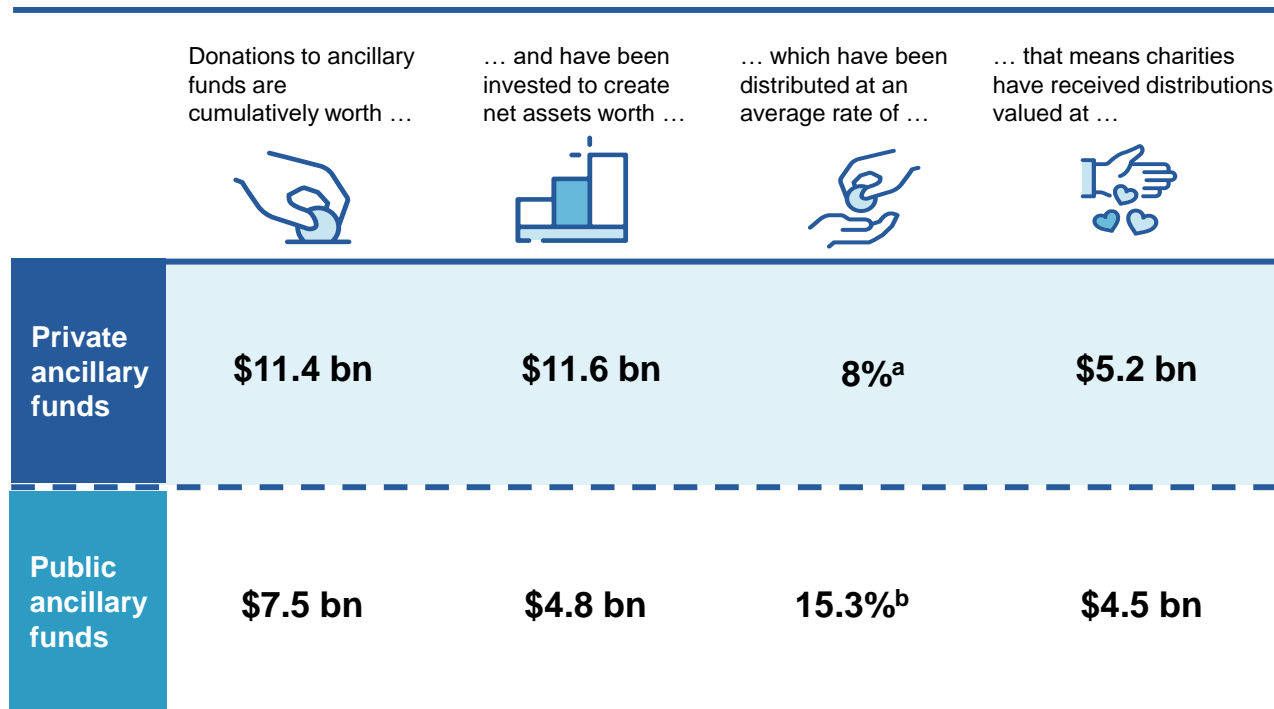 Donations to ancillary
funds are
cumulatively worth …
… and have been
invested to create
net assets worth …
… which have been
distributed at an
average rate of …
… that means charities
have received distributions
valued at …
Private
ancillary
funds
$11.4 bn
$11.6 bn
8%ᵃ
$5.2 bn
Public
ancillary
funds
$7.5 bn
$4.8 bn
15.3%ᵇ
$4.5 bn